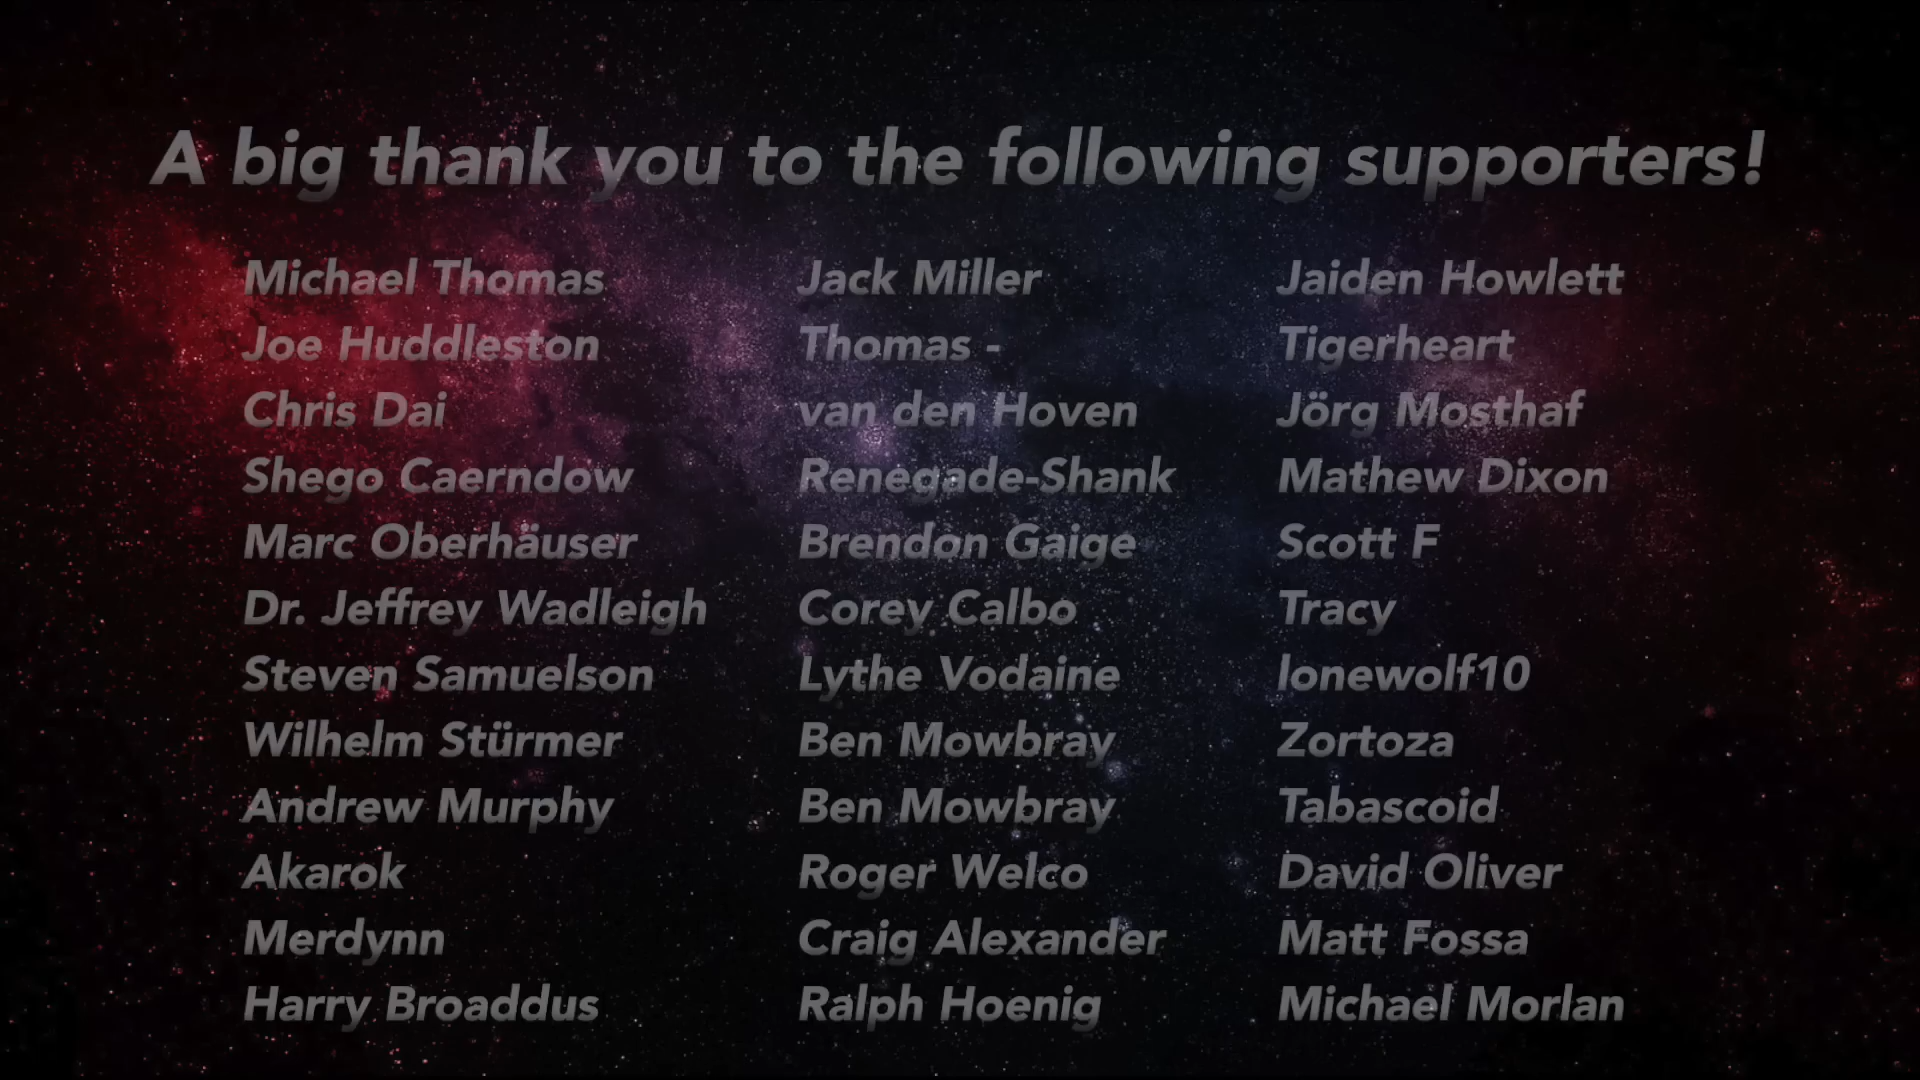 A big thank you to the following supporters!
Michael Thomas
Joe Huddleston
Chris Dai
Shego Caerndow
Marc Oberhäuser
Dr. Jeffrey Wadleigh
Steven Samuelson
Wilhelm Stürmer
Andrew Murphy
Akarok
Merdynn
Harry Broaddus
Jack Miller
Thomas -
van den Hoven
Renegade-Shank
Brendon Gaige
Corey Calbo
Lythe Vodaine
Ben Mowbray
Ben Mowbray
Roger Welco
Craig Alexander
Ralph Hoenig
Jaiden Howlett
Tigerheart
Jörg Mosthaf
Mathew Dixon
Scott F
Tracy
lonewolf10
Zortoza
Tabascoid
David Oliver
Matt Fossa
Michael Morlan